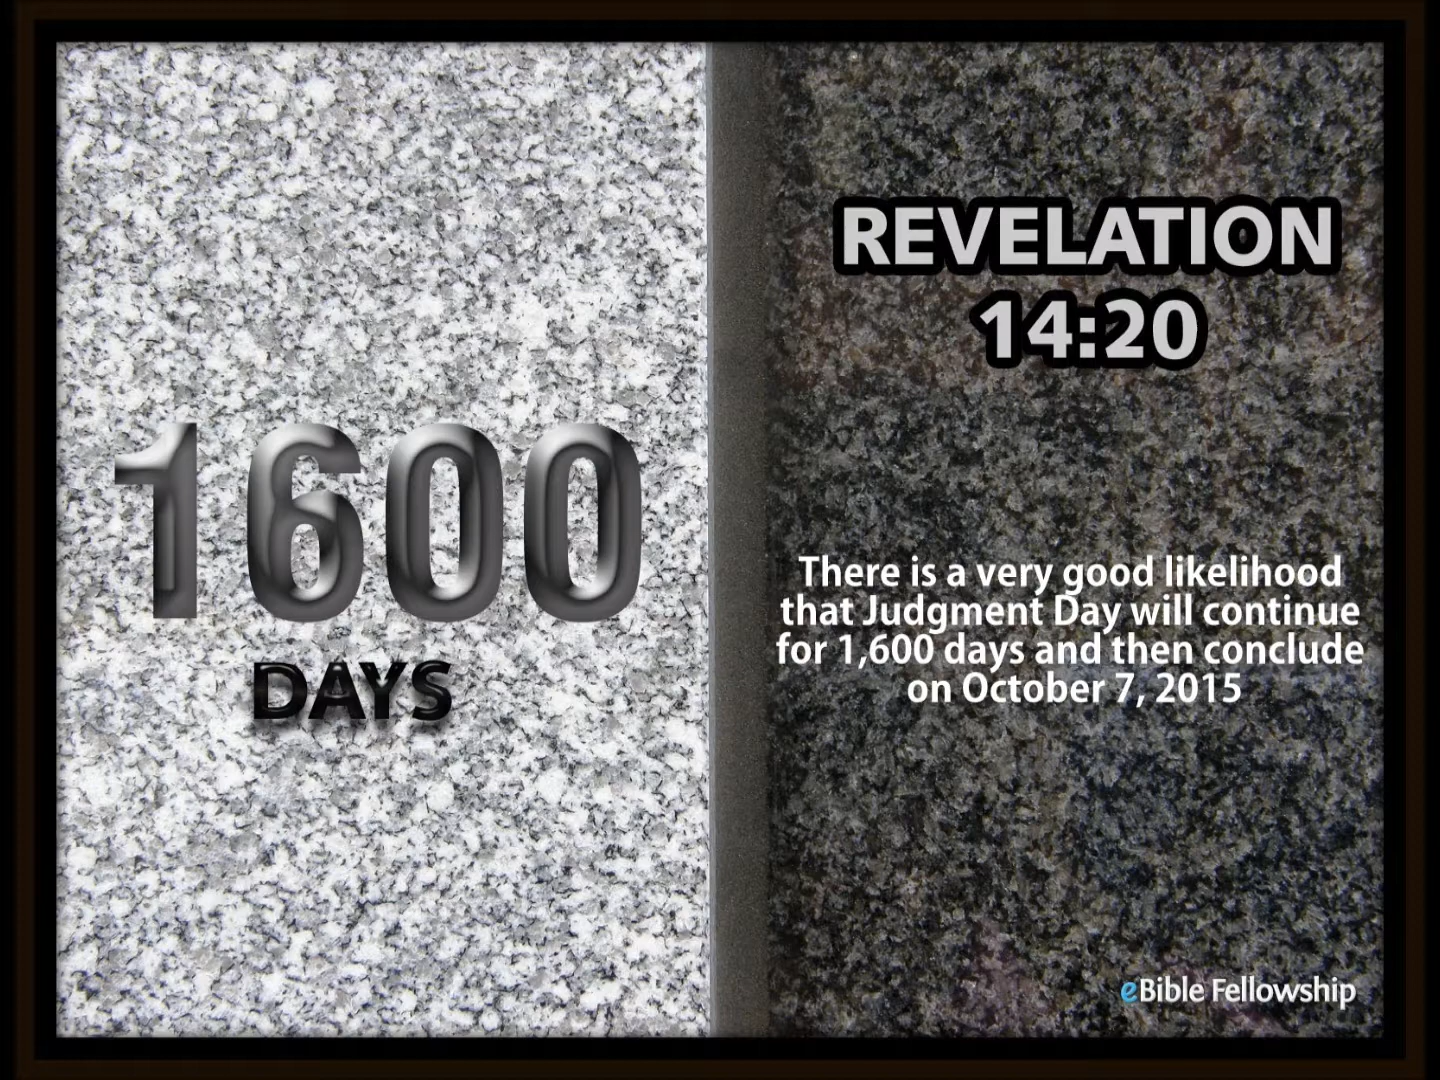 1600
DAYS
REVELATION
14:20
There is a very good likelihood
that Judgment Day will continue
for 1,600 days and then conclude
on October 7, 2015
eBible Fellowship